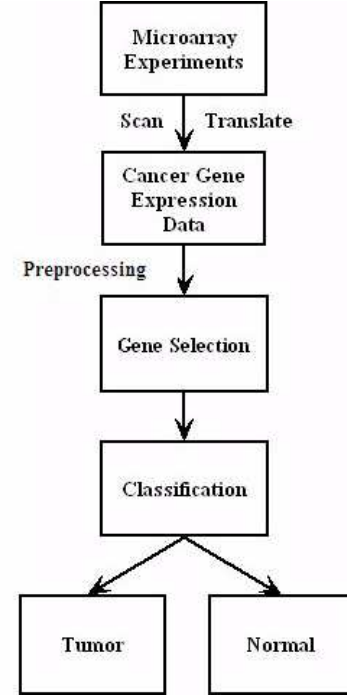 Microarray
Experiments
Scan Translate
Cancer Gene
Expression
Data
Preprocessing
Gene Selection
Classification
Tumor
Normal